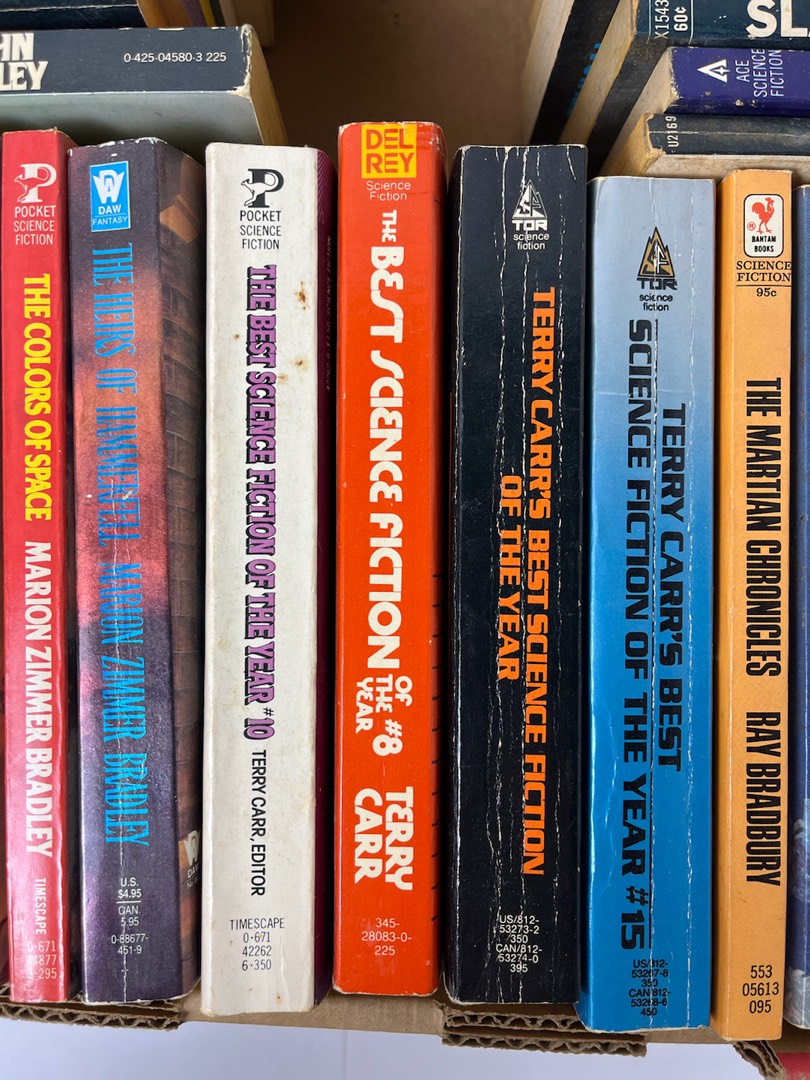 HN
LEY
0-425-04580-3 225
X1543
60¢
SL
ACE
SCIENCE
FICTION
U2169
POCKET
SCIENCE
FICTION
THE COLORS OF SPACE MARION ZIMMER BRADLEY
TIMESCAPE
0-671
44877
3-295
DAW
FANTASY
THE HEIRS OF HAMMERFELL MARION ZIMMER BRADLEY
U.S.
$4.95
CAN.
5.95
0-88677-
451-9
POCKET
SCIENCE
FICTION
THE BEST SCIENCE FICTION OF THE YEAR #10
TERRY CARR, EDITOR
TIMESCAPE
0-671
42262
6-350
DEL
REY
Science
Fiction
THE BEST SCIENCE FICTION
OF
THE #8
YEAR
TERRY
CARR
345-
28083-0-
225
TOR
science
fiction
TERRY CARR'S BEST SCIENCE FICTION
OF THE YEAR
US/812-
53273-2
350
CAN/812-
53274-0
395
TOR
science
fiction
TERRY CARR'S BEST
SCIENCE FICTION OF THE YEAR #15
US/812-
53267-8
350
CAN/812-
53268-6
450
BANTAM
BOOKS
®
SCIENCE
FICTION
95¢
THE MARTIAN CHRONICLES RAY BRADBURY
553
05613
095